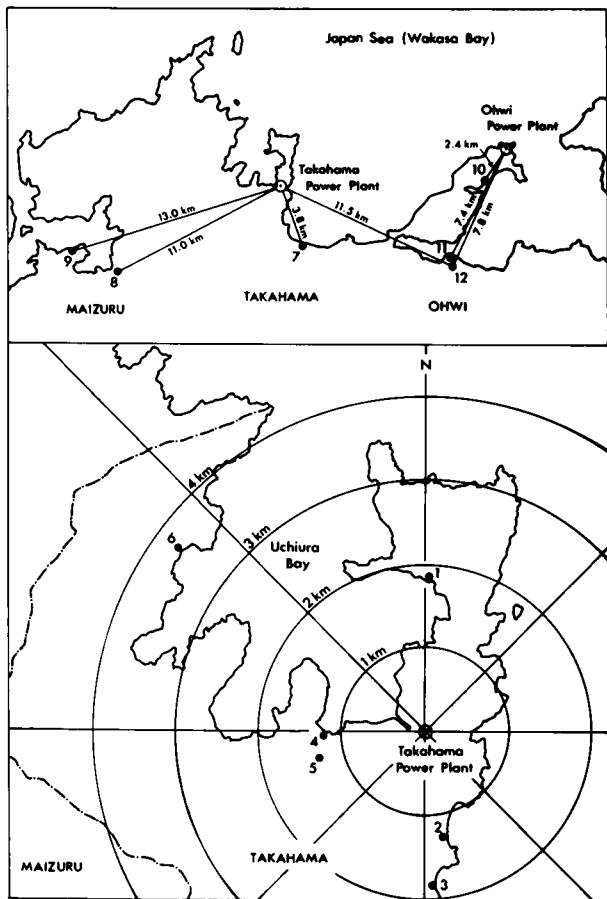 Japan Sea (Wakasa Bay)
Ohwi
Power Plant
2.4 km
10
Takahama
Power Plant
13.0 km
11.0 km
3.8 km
11.5 km
7.4 km
7.8 km
9
8
7
11
12
MAIZURU
TAKAHAMA
OHWI
N
4 km
3 km
2 km
1 km
6
Uchiura
Bay
1
4
5
Takahama
Power Plant
2
3
MAIZURU
TAKAHAMA